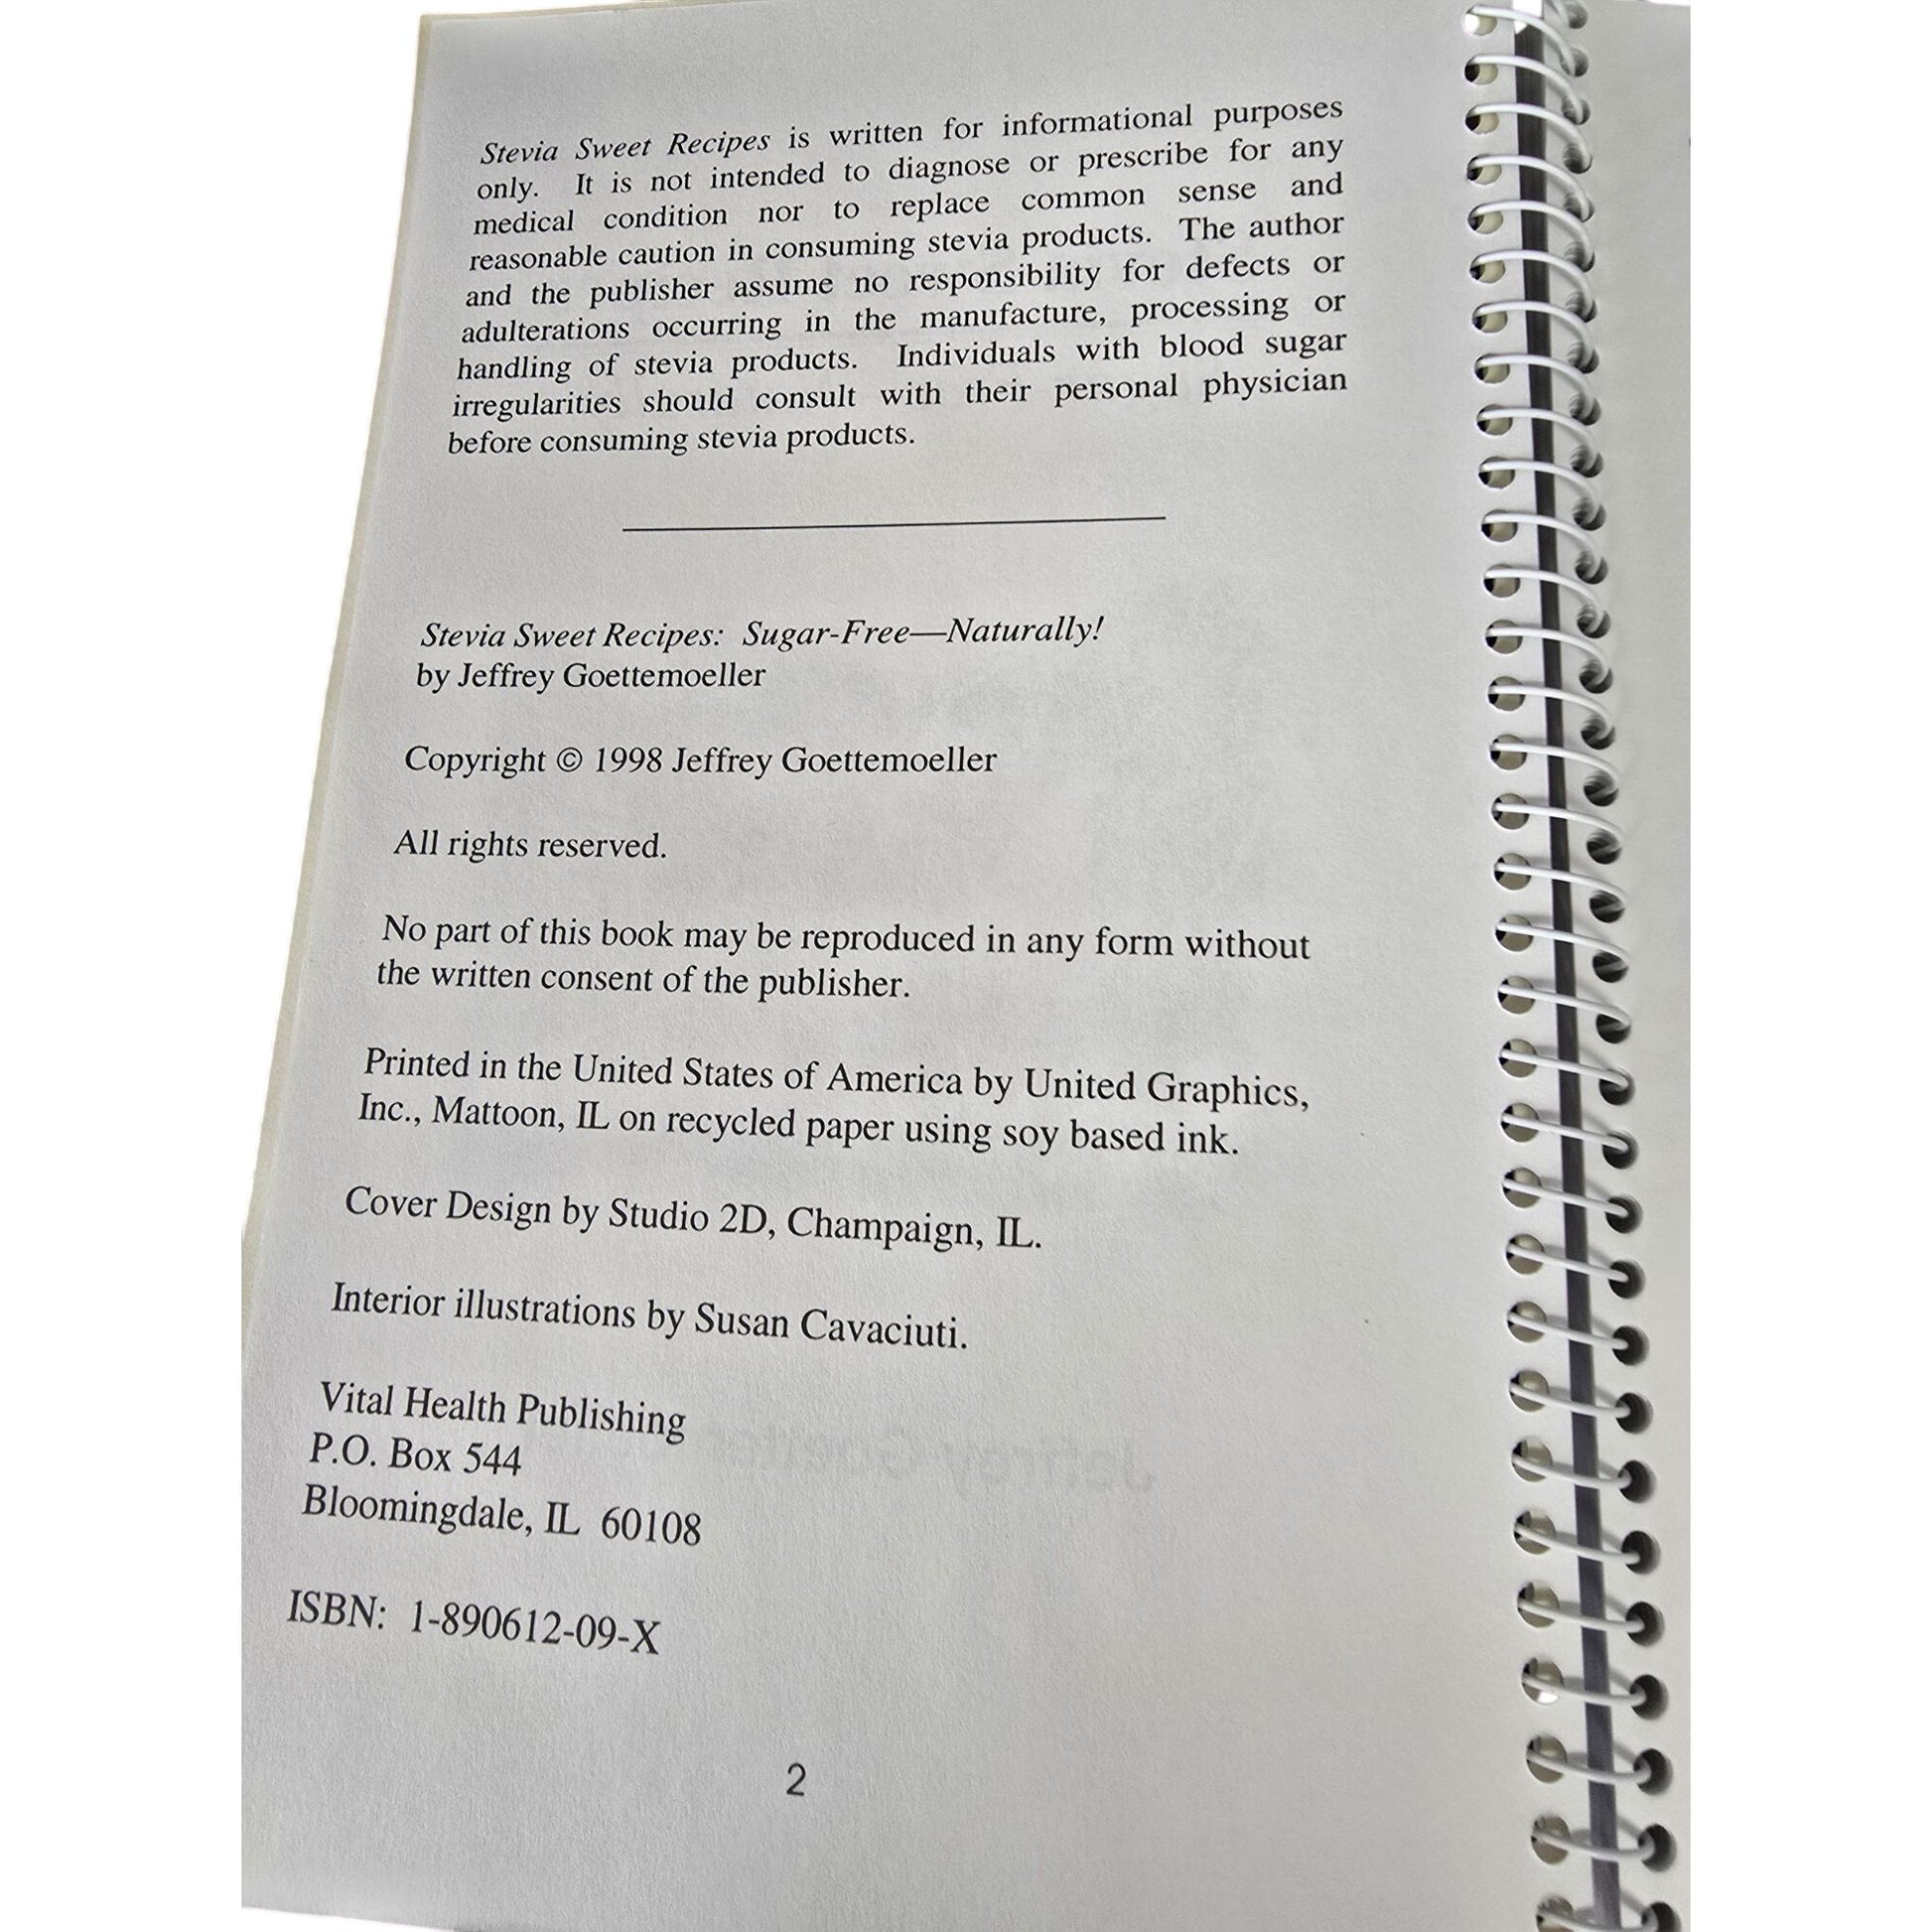 Stevia Sweet Recipes is written for informational purposes
only. It is not intended to diagnose or prescribe for any
medical condition nor to replace common sense and
reasonable caution in consuming stevia products. The author
and the publisher assume no responsibility for defects or
adulterations occurring in the manufacture, processing or
handling of stevia products. Individuals with blood sugar
irregularities should consult with their personal physician
before consuming stevia products.
Stevia Sweet Recipes: Sugar-Free—Naturally!
by Jeffrey Goettemoeller
Copyright © 1998 Jeffrey Goettemoeller
All rights reserved.
No part of this book may be reproduced in any form without
the written consent of the publisher.
Printed in the United States of America by United Graphics,
Inc., Mattoon, IL on recycled paper using soy based ink.
Cover Design by Studio 2D, Champaign, IL.
Interior illustrations by Susan Cavaciuti.
Vital Health Publishing
P.O. Box 544
Bloomingdale, IL 60108
ISBN: 1-890612-09-X
2